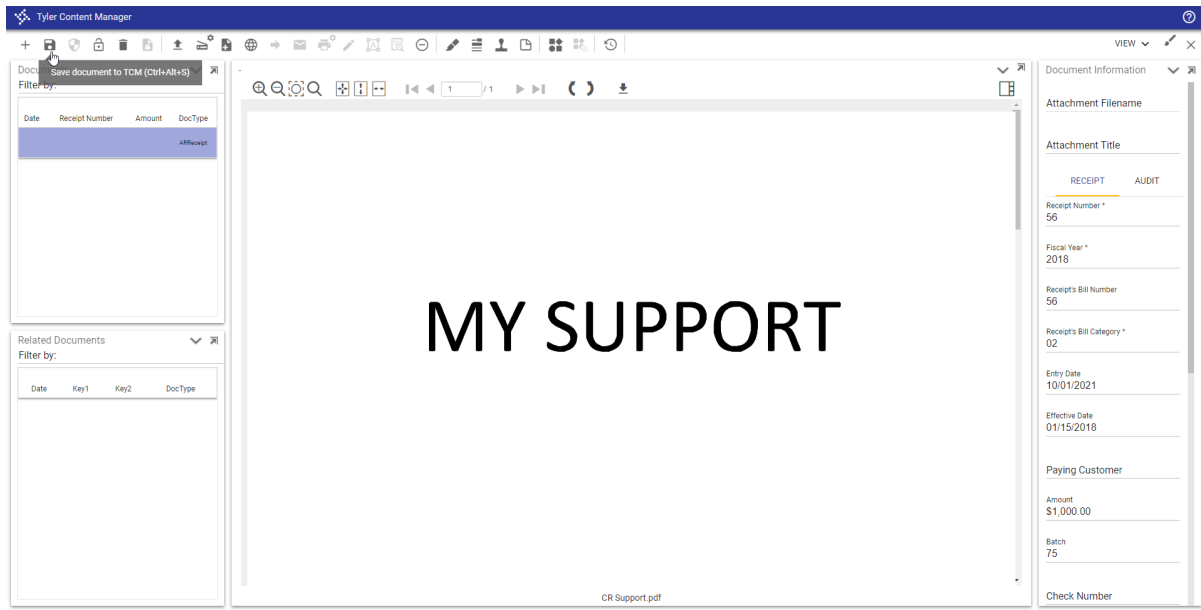 Tyler Content Manager
VIEW
Save document to TCM (Ctrl+Alt+S)
Filter by:
Date Receipt Number Amount DocType
ARReceipt
Related Documents
Filter by:
Date Key1 Key2 DocType
-
1 / 1
MY SUPPORT
CR Support.pdf
Document Information
Attachment Filename
Attachment Title
RECEIPT AUDIT
Receipt Number *
56
Fiscal Year *
2018
Receipt's Bill Number
56
Receipt's Bill Category *
02
Entry Date
10/01/2021
Effective Date
01/15/2018
Paying Customer
Amount
$1,000.00
Batch
75
Check Number